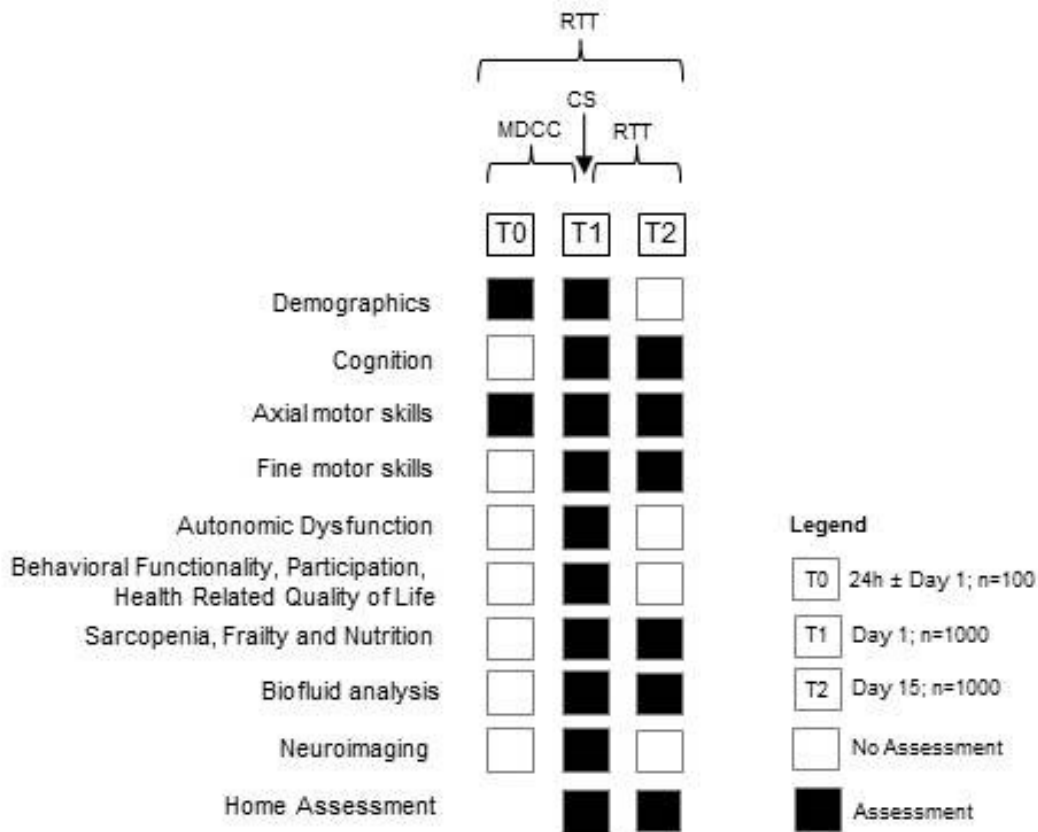 RTT
CS
MDCC
RTT
T0 T1 T2
Demographics
Cognition
Axial motor skills
Fine motor skills
Autonomic Dysfunction
Behavioral Functionality, Participation,
Health Related Quality of Life
Sarcopenia, Frailty and Nutrition
Biofluid analysis
Neuroimaging
Home Assessment
Legend
T0 24h ± Day 1; n=100
T1 Day 1; n=1000
T2 Day 15; n=1000
No Assessment
Assessment